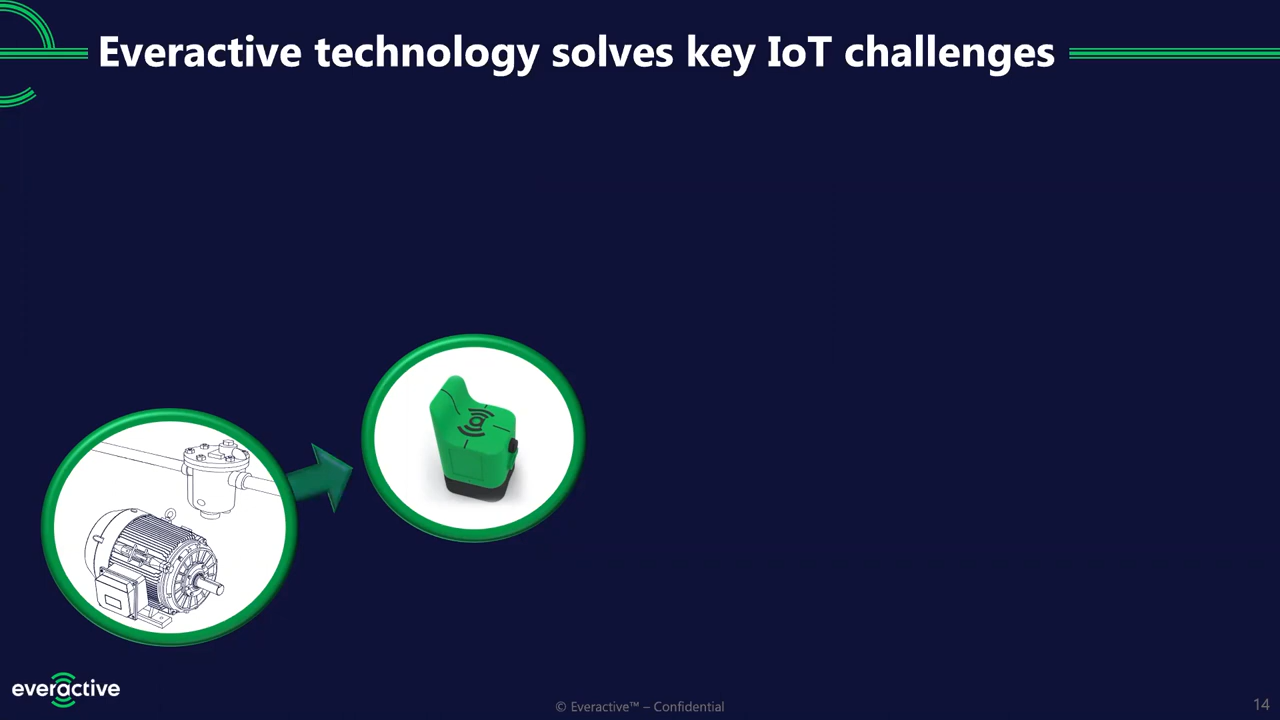 Everactive technology solves key IoT challenges
everactive
© Everactive™ – Confidential
14